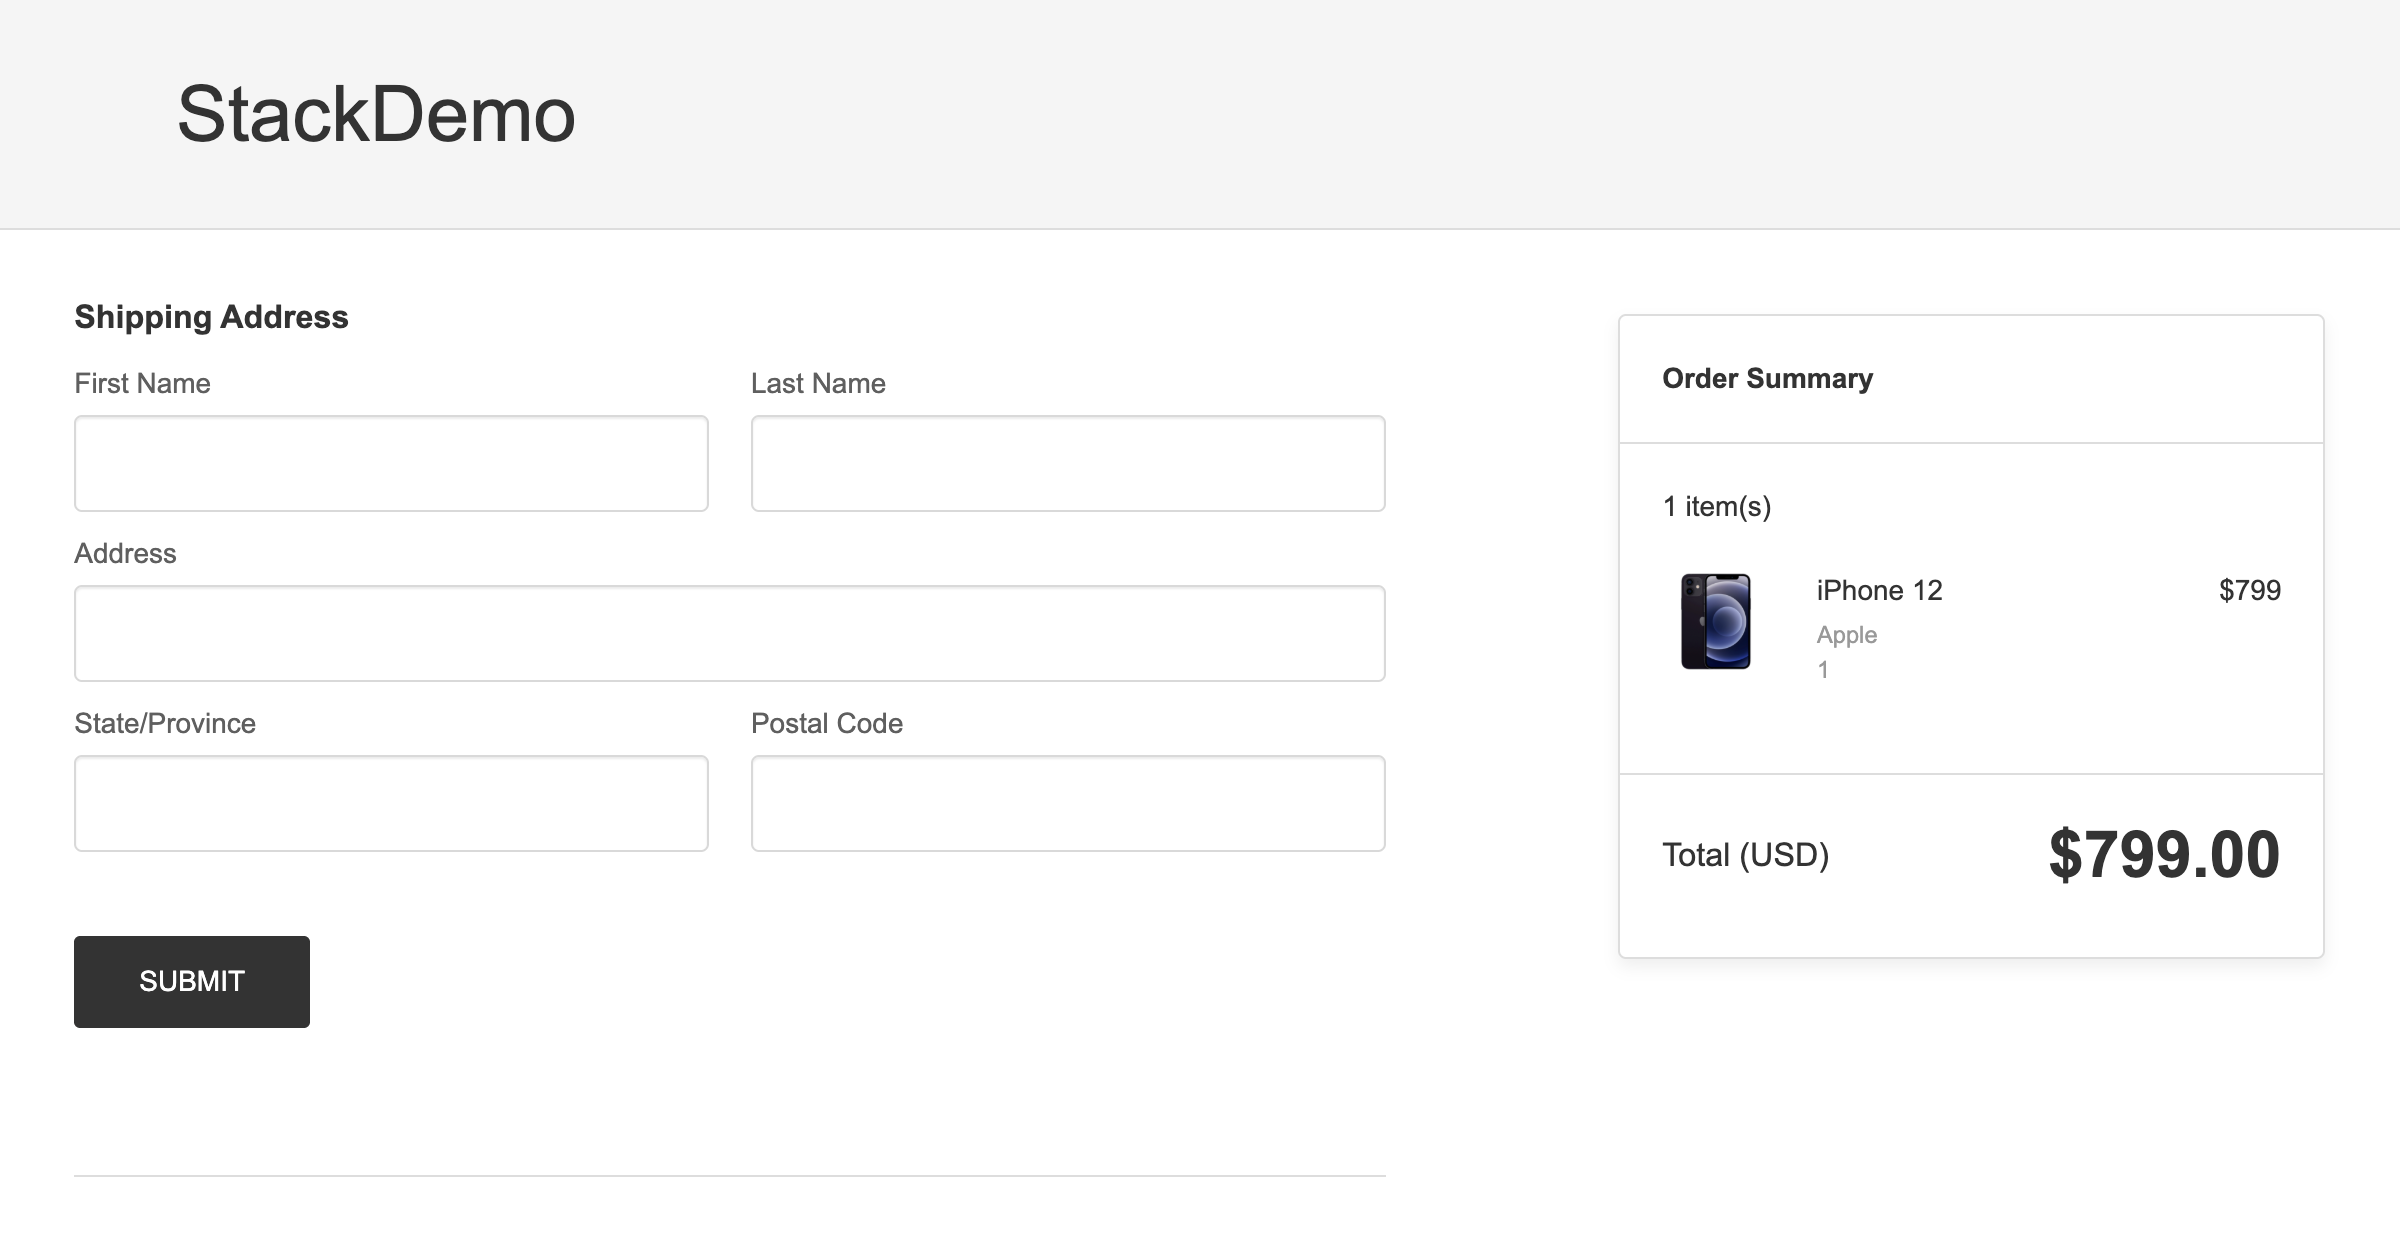 StackDemo
Shipping Address
First Name
Last Name
Address
State/Province
Postal Code
SUBMIT
Order Summary
1 item(s)
iPhone 12
$799
Apple
1
Total (USD)
$799.00